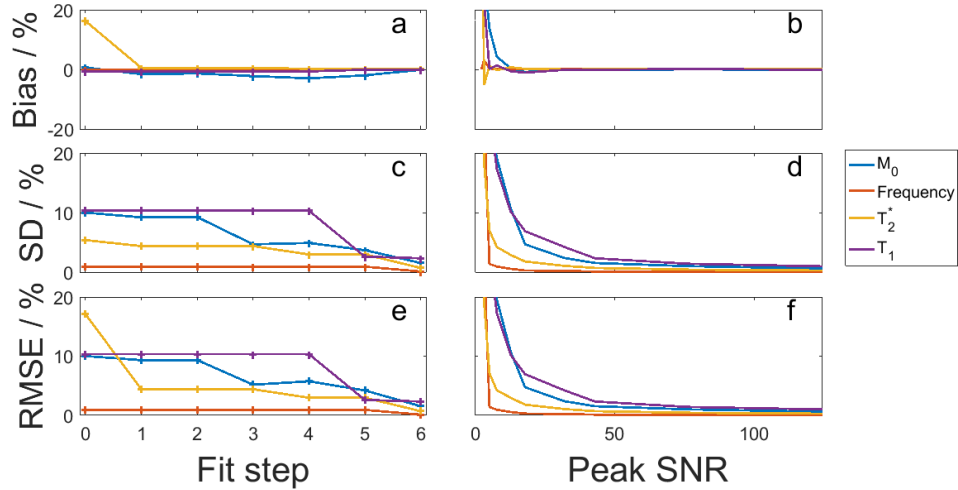 20
0
-20
Bias / %
a
b
20
10
0
SD / %
c
d
M0
Frequency
T2*
T1
20
10
0
RMSE / %
e
f
0 1 2 3 4 5 6
0 50 100
Fit step
Peak SNR